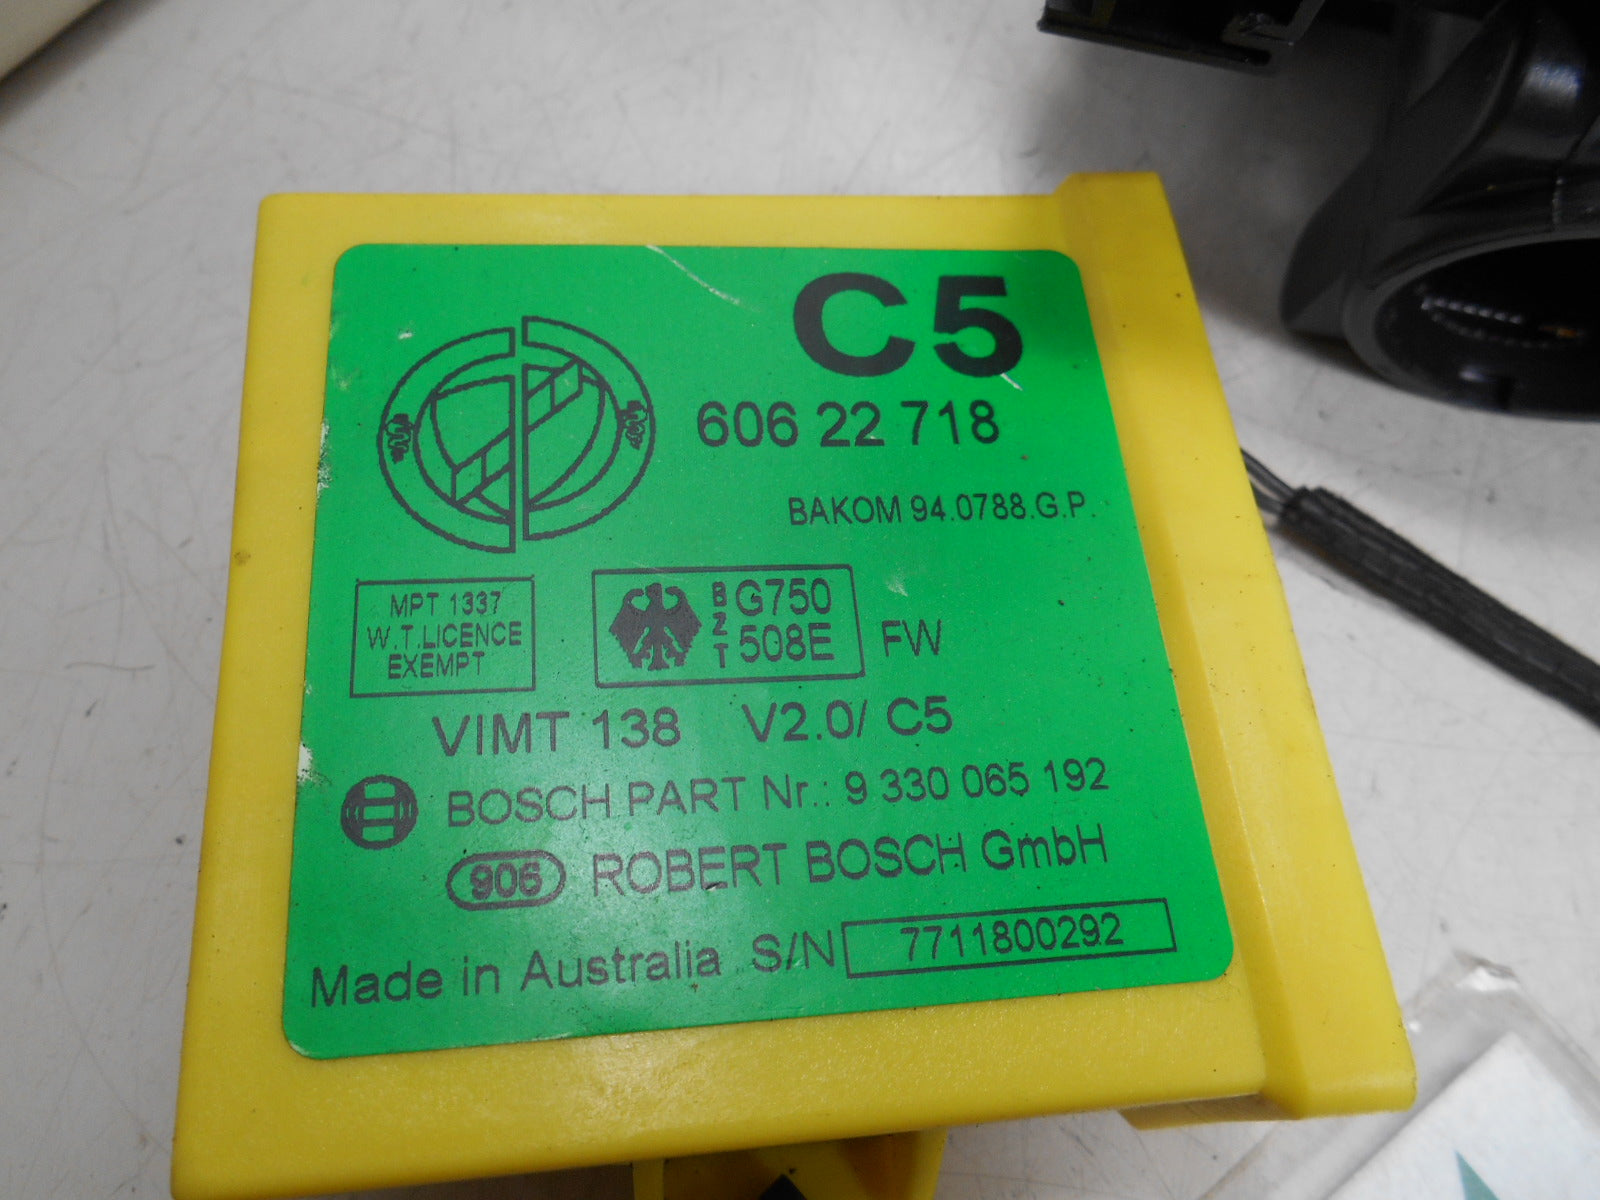 C5
606 22 718
BAKOM 94.0788.G.P.
MPT 1337
W.T.LICENCE
EXEMPT
BZT
G750
508E
FW
VIMT 138 V2.0/ C5
BOSCH PART Nr.: 9 330 065 192
906 ROBERT BOSCH GmbH
Made in Australia S/N 7711800292